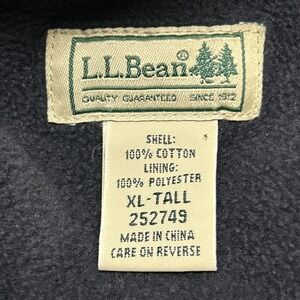 L.L.Bean
QUALITY GUARANTEED SINCE 1912
SHELL:
100% COTTON
LINING:
100% POLYESTER
XL-TALL
252749
MADE IN CHINA
CARE ON REVERSE